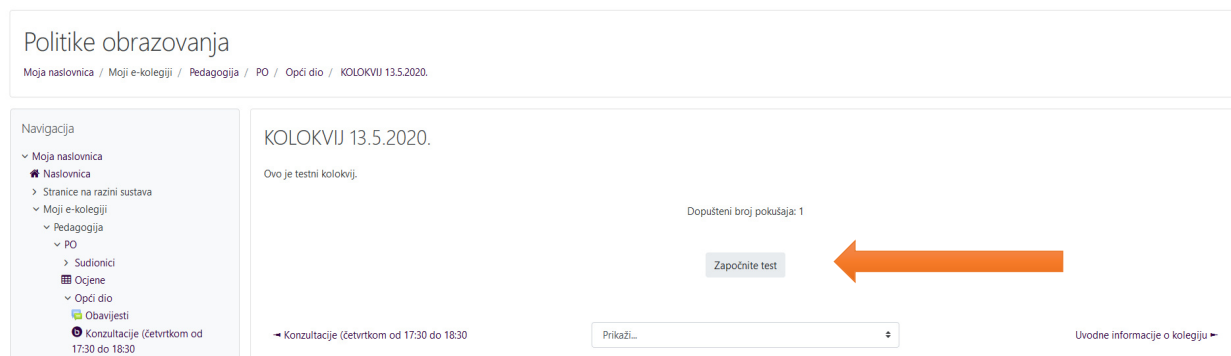 Politike obrazovanja
Moja naslovnica / Moji e-kolegiji / Pedagogija / PO / Opći dio / KOLOKVIJ 13.5.2020.
Navigacija
Moja naslovnica
Naslovnica
Stranice na razini sustava
Moji e-kolegiji
Pedagogija
PO
Sudionici
Ocjene
Opći dio
Obavijesti
Konzultacije (četvrtkom od
17:30 do 18:30
KOLOKVIJ 13.5.2020.
Ovo je testni kolokvij.
Dopušteni broj pokušaja: 1
Započnite test
◄ Konzultacije (četvrtkom od 17:30 do 18:30
Prikaži...
Uvodne informacije o kolegiju ►